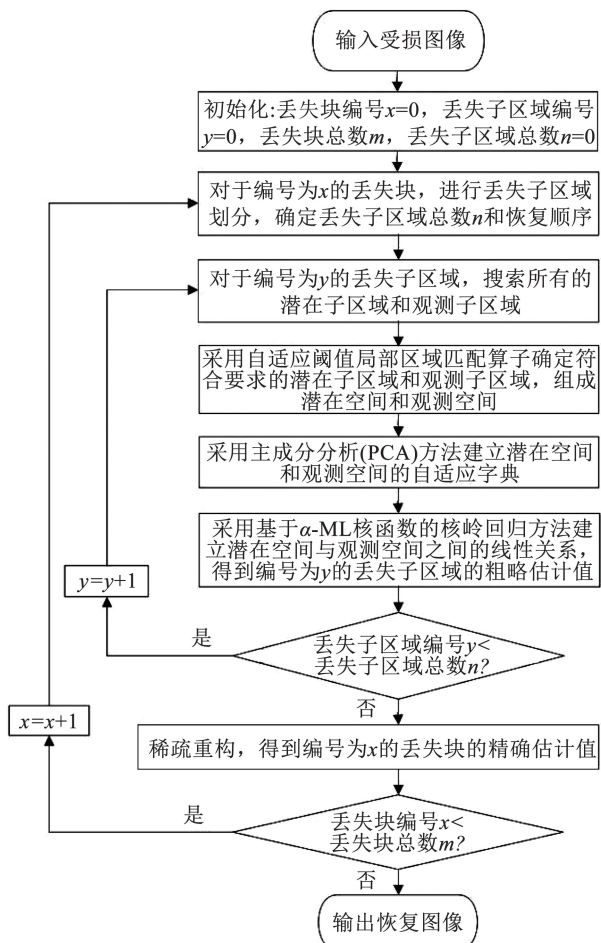 输入受损图像
初始化:丢失块编号x=0，丢失子区域编号
y=0，丢失块总数m，丢失子区域总数n=0
对于编号为x的丢失块，进行丢失子区域
划分，确定丢失子区域总数n和恢复顺序
对于编号为y的丢失子区域，搜索所有的
潜在子区域和观测子区域
采用自适应阈值局部区域匹配算子确定符
合要求的潜在子区域和观测子区域，组成
潜在空间和观测空间
采用主成分分析(PCA)方法建立潜在空间
和观测空间的自适应字典
采用基于α-ML核函数的核岭回归方法建
立潜在空间与观测空间之间的线性关系，
得到编号为y的丢失子区域的粗略估计值
y=y+1
是
丢失子区域编号y<
丢失子区域总数n?
否
x=x+1
稀疏重构，得到编号为x的丢失块的精确估计值
是
丢失块编号x<
丢失块总数m?
否
输出恢复图像